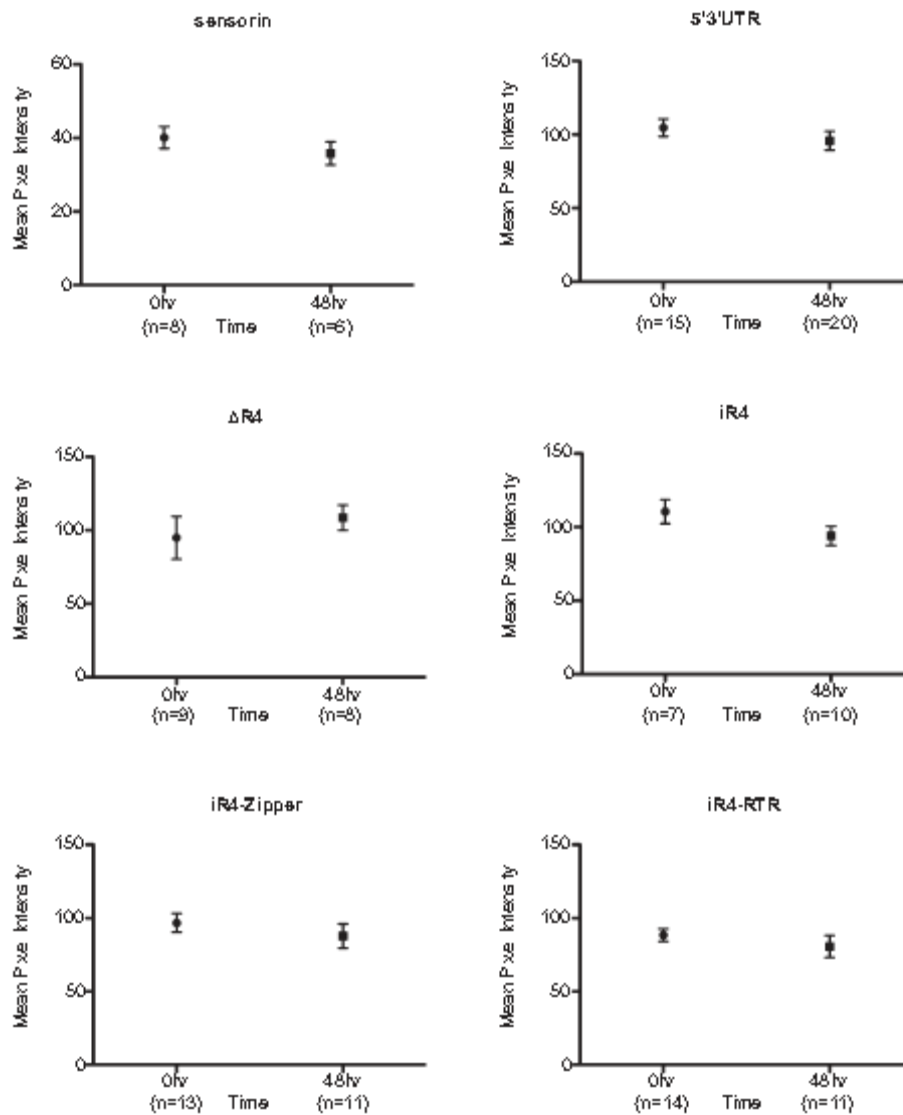 sensorin
60
40
20
0
Mean Pixel Intensity
0hr
48hr
(n=8) Time (n=6)
5'3'UTR
150
100
50
0
Mean Pixel Intensity
0hr
48hr
(n=15) Time (n=20)
ΔR4
150
100
50
0
Mean Pixel Intensity
0hr
48hr
(n=9) Time (n=8)
iR4
150
100
50
0
Mean Pixel Intensity
0hr
48hr
(n=7) Time (n=10)
iR4-Zipper
150
100
50
0
Mean Pixel Intensity
0hr
48hr
(n=13) Time (n=11)
iR4-RTR
150
100
50
0
Mean Pixel Intensity
0hr
48hr
(n=14) Time (n=11)